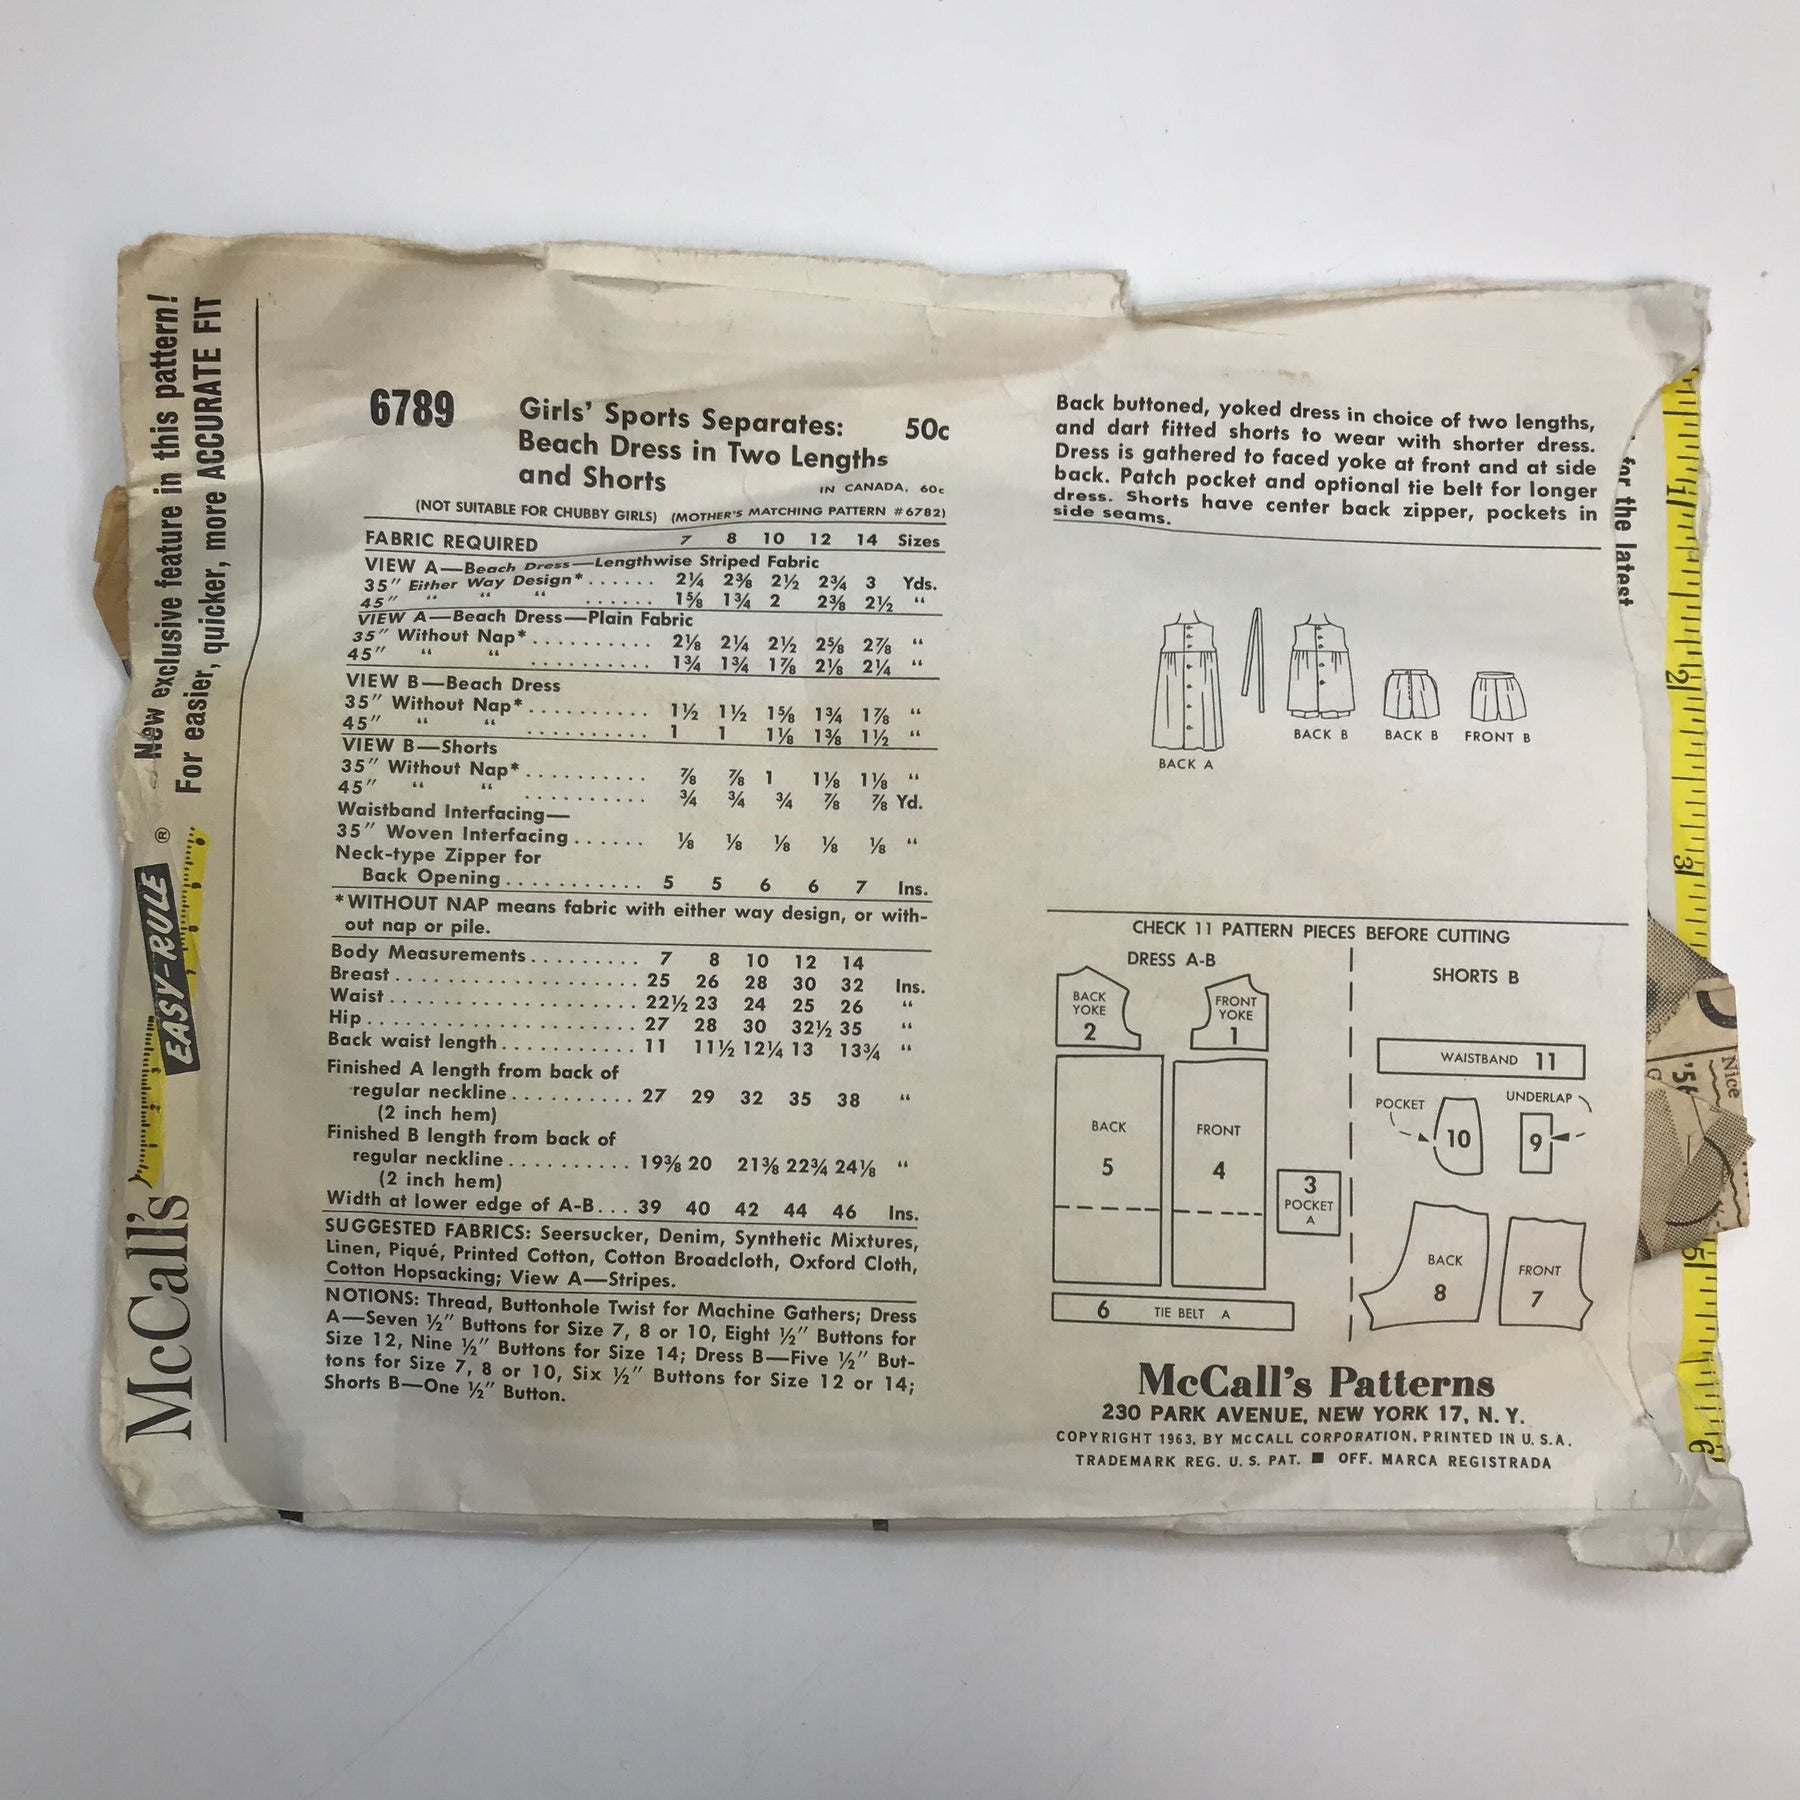 New exclusive feature in this pattern!
For easier, quicker, more ACCURATE FIT
EASY-RULE ®
McCall's
6789
Girls' Sports Separates: 50c
Beach Dress in Two Lengths
and Shorts
IN CANADA, 60c
(NOT SUITABLE FOR CHUBBY GIRLS) (MOTHER'S MATCHING PATTERN #6782)
FABRIC REQUIRED 7 8 10 12 14 Sizes
VIEW A—Beach Dress—Lengthwise Striped Fabric
35" Either Way Design*...... 2¼ 2⅜ 2½ 2¾ 3 Yds.
45" " " " ...... 1⅝ 1¾ 2 2⅜ 2½ "
VIEW A—Beach Dress—Plain Fabric
35" Without Nap*.......... 2⅛ 2¼ 2½ 2⅝ 2⅞ "
45" " " .......... 1¾ 1¾ 1⅞ 2⅛ 2¼ "
VIEW B—Beach Dress
35" Without Nap*.......... 1½ 1½ 1⅝ 1¾ 1⅞ "
45" " " .......... 1 1 1⅛ 1⅜ 1½ "
VIEW B—Shorts
35" Without Nap*.......... ⅞ ⅞ 1 1⅛ 1⅛ "
45" " " .......... ¾ ¾ ¾ ⅞ ⅞ Yd.
Waistband Interfacing—
35" Woven Interfacing...... ⅛ ⅛ ⅛ ⅛ ⅛ "
Neck-type Zipper for
Back Opening........... 5 5 6 6 7 Ins.
*WITHOUT NAP means fabric with either way design, or with-
out nap or pile.
Body Measurements......... 7 8 10 12 14
Breast................... 25 26 28 30 32 Ins.
Waist................... 22½ 23 24 25 26 "
Hip..................... 27 28 30 32½ 35 "
Back waist length........... 11 11½ 12¼ 13 13¾ "
Finished A length from back of
regular neckline.......... 27 29 32 35 38 "
(2 inch hem)
Finished B length from back of
regular neckline.......... 19⅜ 20 21⅜ 22¾ 24⅛ "
(2 inch hem)
Width at lower edge of A-B... 39 40 42 44 46 Ins.
SUGGESTED FABRICS: Seersucker, Denim, Synthetic Mixtures,
Linen, Piqué, Printed Cotton, Cotton Broadcloth, Oxford Cloth,
Cotton Hopsacking; View A—Stripes.
NOTIONS: Thread, Buttonhole Twist for Machine Gathers; Dress
A—Seven ½" Buttons for Size 7, 8 or 10, Eight ½" Buttons for
Size 12, Nine ½" Buttons for Size 14; Dress B—Five ½" But-
tons for Size 7, 8 or 10, Six ½" Buttons for Size 12 or 14;
Shorts B—One ½" Button.
Back buttoned, yoked dress in choice of two lengths,
and dart fitted shorts to wear with shorter dress.
Dress is gathered to faced yoke at front and at side
back. Patch pocket and optional tie belt for longer
dress. Shorts have center back zipper, pockets in
side seams.
BACK A
BACK B
BACK B
FRONT B
CHECK 11 PATTERN PIECES BEFORE CUTTING
DRESS A-B
SHORTS B
BACK
YOKE
2
FRONT
YOKE
1
WAISTBAND 11
POCKET
10
UNDERLAP
9
BACK
5
FRONT
4
3
POCKET
A
BACK
8
FRONT
7
6 TIE BELT A
McCall's Patterns
230 PARK AVENUE, NEW YORK 17, N. Y.
COPYRIGHT 1963, BY McCALL CORPORATION, PRINTED IN U. S. A.
TRADEMARK REG. U. S. PAT. ■ OFF. MARCA REGISTRADA
for the latest
1
2
3
5
6
Nice